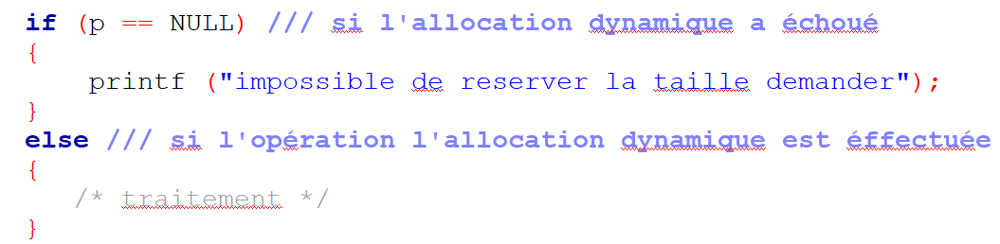 if (p == NULL) /// si l'allocation dynamique a échoué
{
printf ("impossible de reserver la taille demander");
}
else /// si l'opération l'allocation dynamique est éffectuée
{
/* traitement */
}